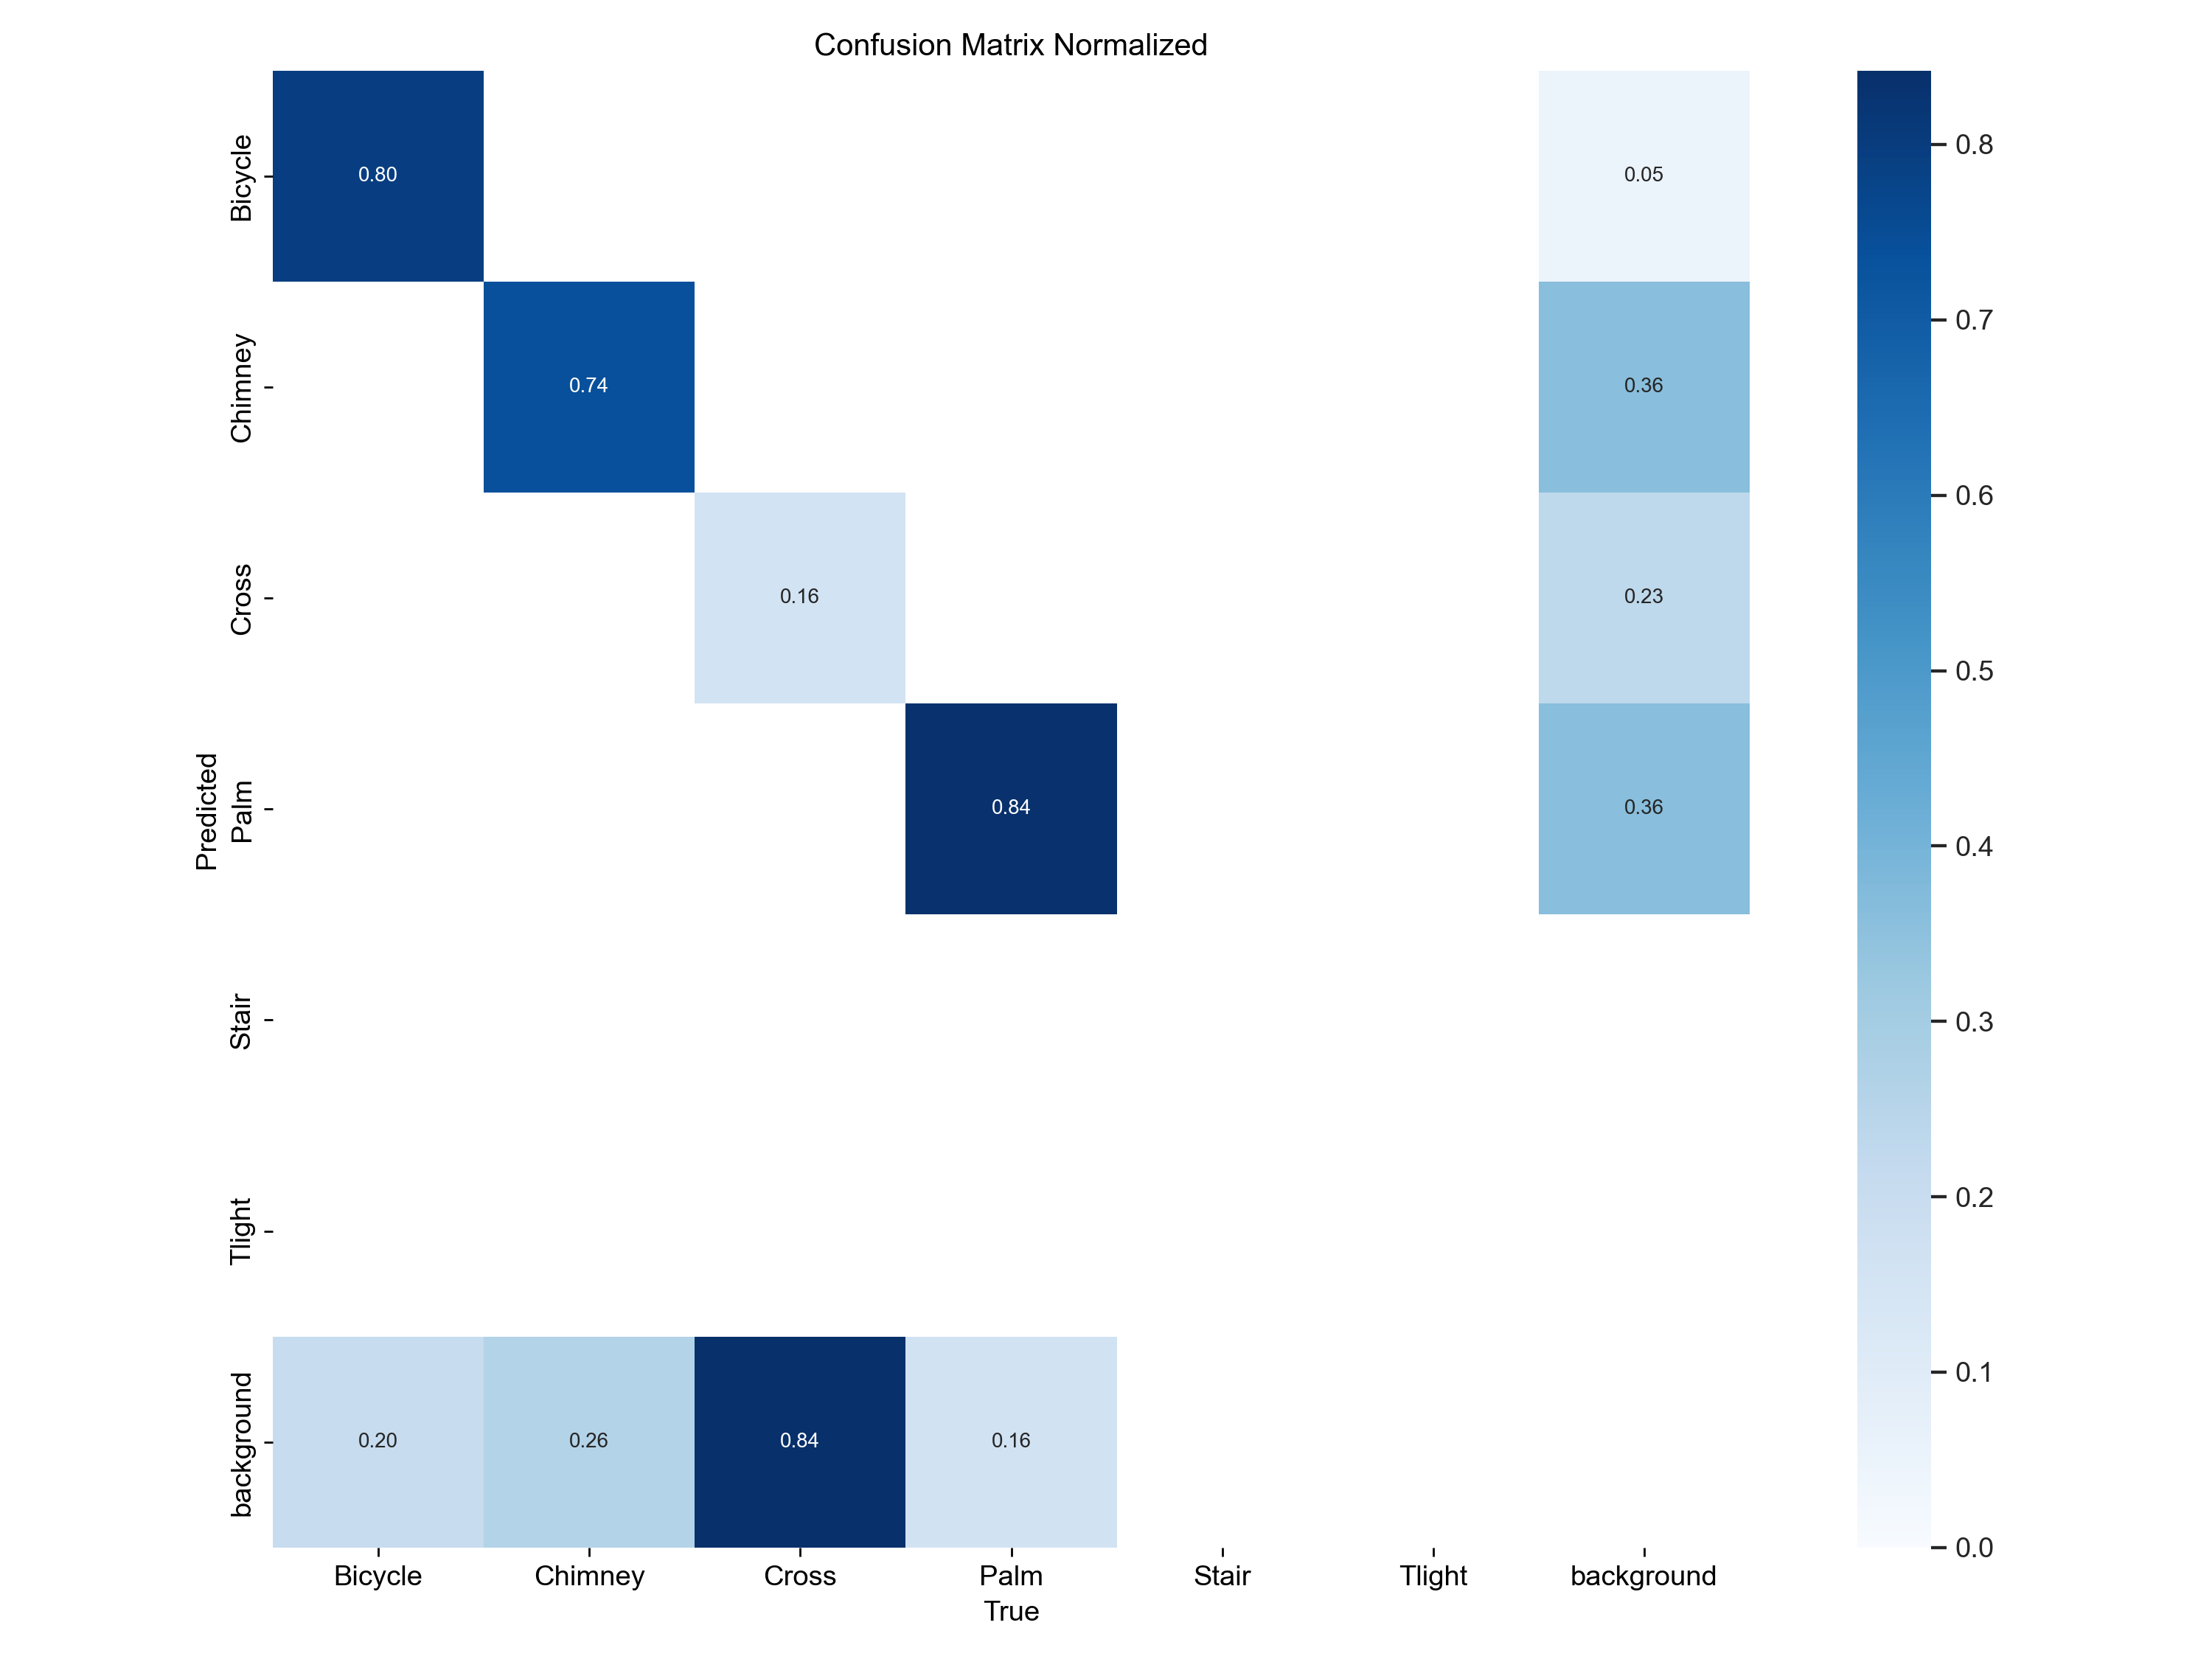 Confusion Matrix Normalized
Bicycle
0.80
0.05
0.8
0.7
Chimney
0.74
0.36
0.6
Cross
0.16
0.23
0.5
Predicted
Palm
0.84
0.36
0.4
Stair
0.3
0.2
Tlight
background
0.20
0.26
0.84
0.16
0.1
0.0
Bicycle Chimney Cross Palm Stair Tlight background
True